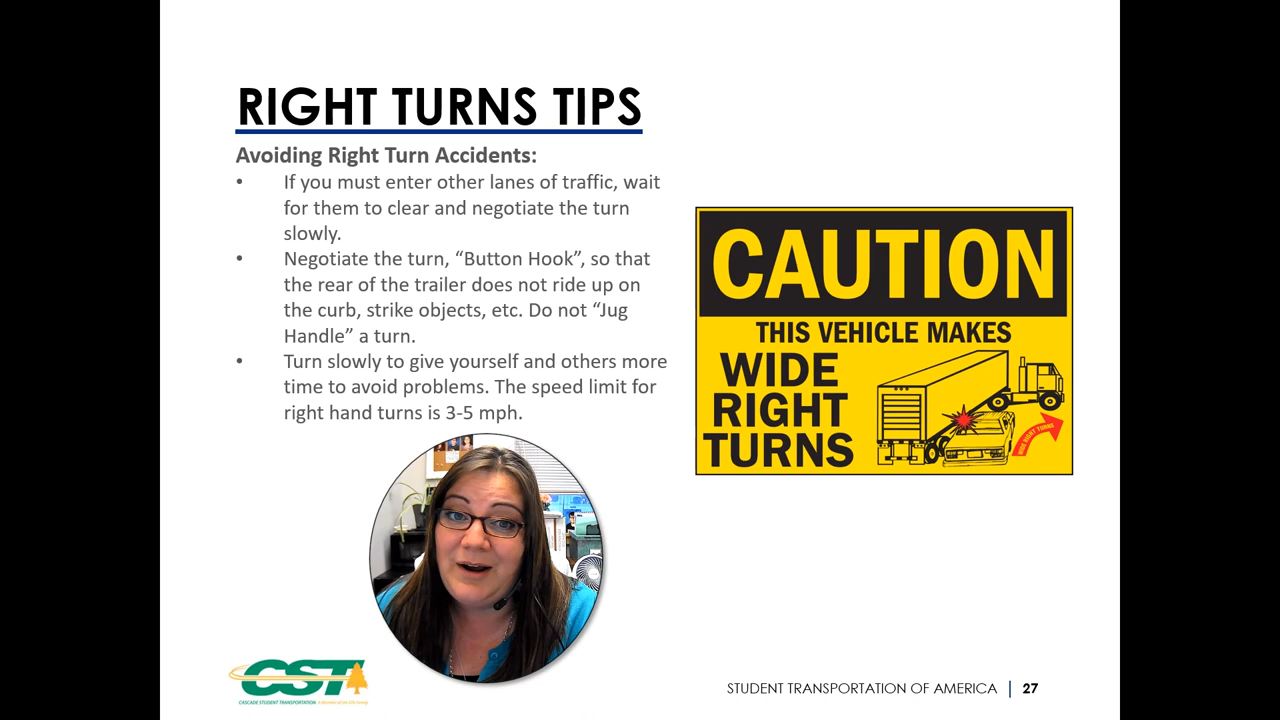 RIGHT TURNS TIPS
Avoiding Right Turn Accidents:
• If you must enter other lanes of traffic, wait
for them to clear and negotiate the turn
slowly.
• Negotiate the turn, “Button Hook”, so that
the rear of the trailer does not ride up on
the curb, strike objects, etc. Do not “Jug
Handle” a turn.
• Turn slowly to give yourself and others more
time to avoid problems. The speed limit for
right hand turns is 3-5 mph.
CAUTION
THIS VEHICLE MAKES
WIDE
RIGHT
TURNS
WIDE RIGHT TURNS
CST
CASCADE STUDENT TRANSPORTATION
STUDENT TRANSPORTATION OF AMERICA | 27